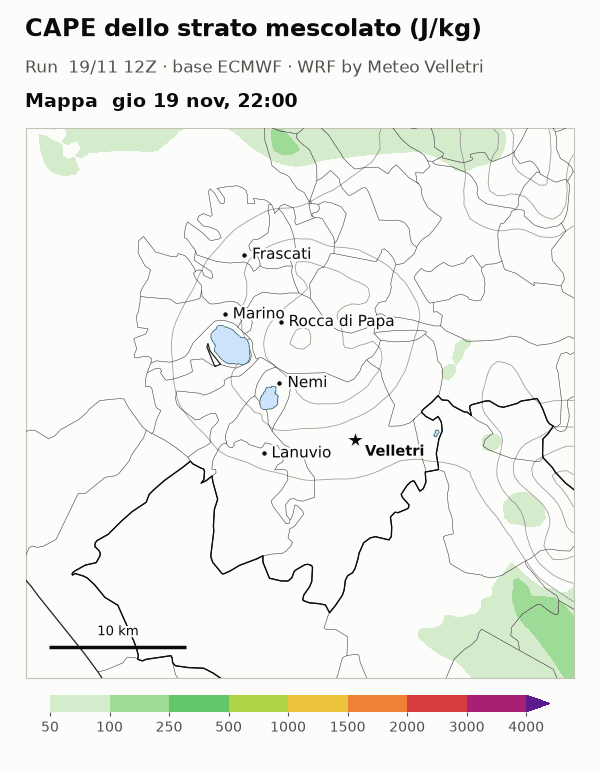 CAPE dello strato mescolato (J/kg)
Run  19/11 12Z · base ECMWF · WRF by Meteo Velletri
Mappa  gio 19 nov, 22:00
Frascati
Marino
Rocca di Papa
Nemi
Velletri
Lanuvio
10 km
50 100 250 500 1000 1500 2000 3000 4000